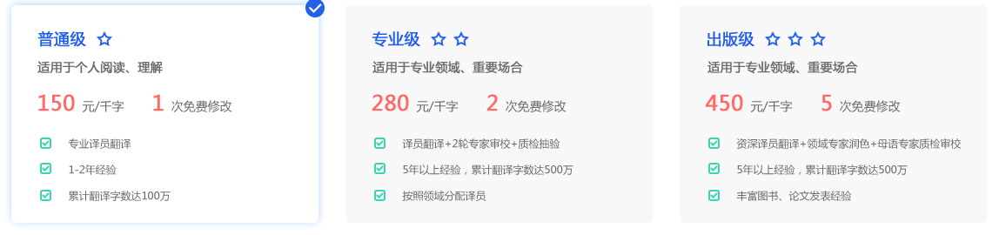 普通级
适用于个人阅读、理解
150 元/千字 1 次免费修改
专业译员翻译
1-2年经验
累计翻译字数达100万
专业级
适用于专业领域、重要场合
280 元/千字 2 次免费修改
译员翻译+2轮专家审校+质检抽验
5年以上经验，累计翻译字数达500万
按照领域分配译员
出版级
适用于专业领域、重要场合
450 元/千字 5 次免费修改
资深译员翻译+领域专家润色+母语专家质检审校
5年以上经验，累计翻译字数达500万
丰富图书、论文发表经验